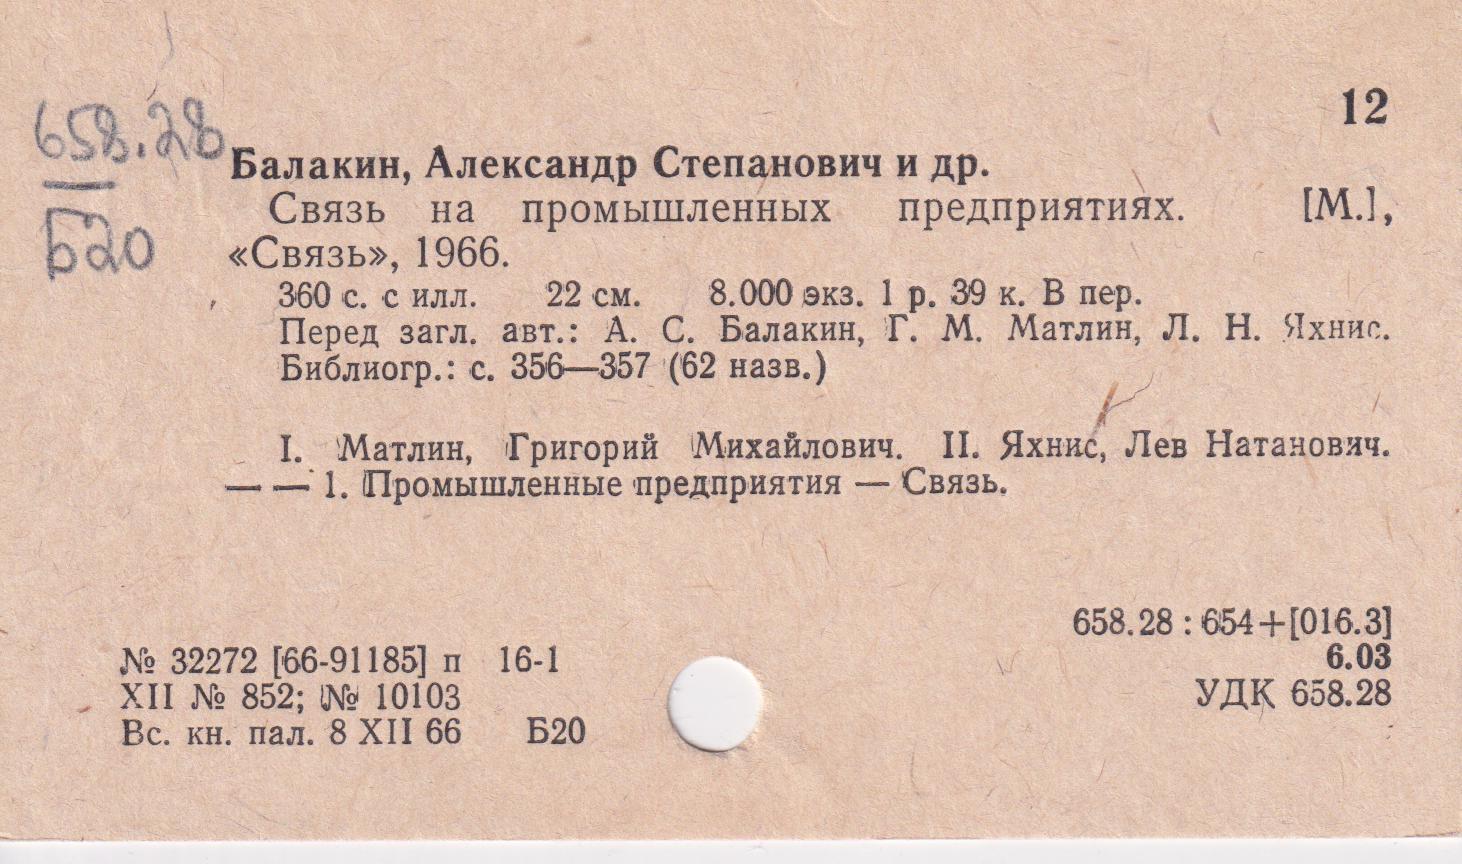 12
658.28
Б20
Балакин, Александр Степанович и др.
Связь на промышленных предприятиях. [М.],
«Связь», 1966.
360 с. с илл. 22 см. 8.000 экз. 1 р. 39 к. В пер.
Перед загл. авт.: А. С. Балакин, Г. М. Матлин, Л. Н. Яхнис.
Библиогр.: с. 356—357 (62 назв.)
I. Матлин, Григорий Михайлович. II. Яхнис, Лев Натанович.
— — 1. Промышленные предприятия — Связь.
658.28 : 654+[016.3]
6.03
УДК 658.28
№ 32272 [66-91185] п 16-1
XII № 852; № 10103
Вс. кн. пал. 8 XII 66 Б20